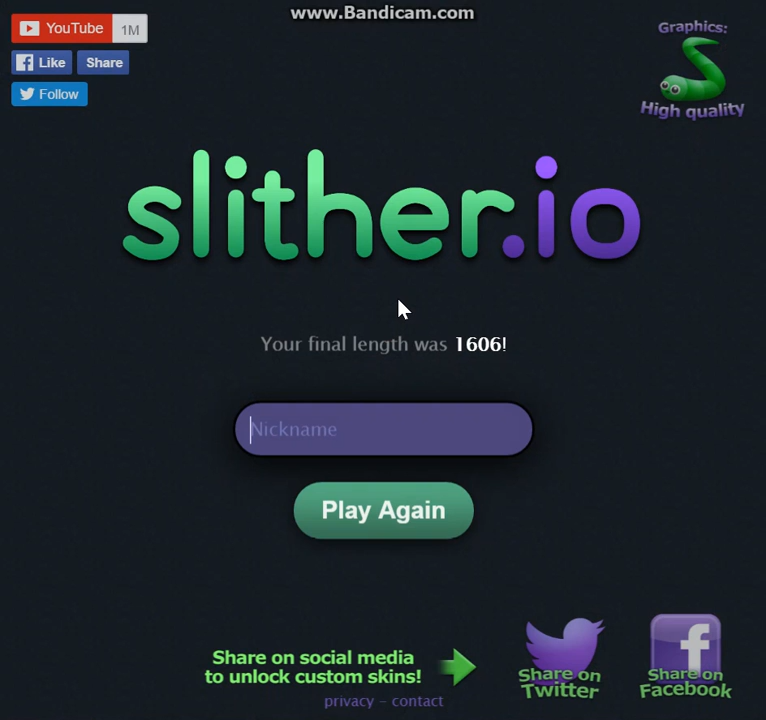 www.Bandicam.com
YouTube 1M
Like Share
Follow
Graphics:
High quality
slither.io
Your final length was 1606!
Nickname
Play Again
Share on social media
to unlock custom skins!
Share on
Twitter
f
Share on
Facebook
privacy - contact